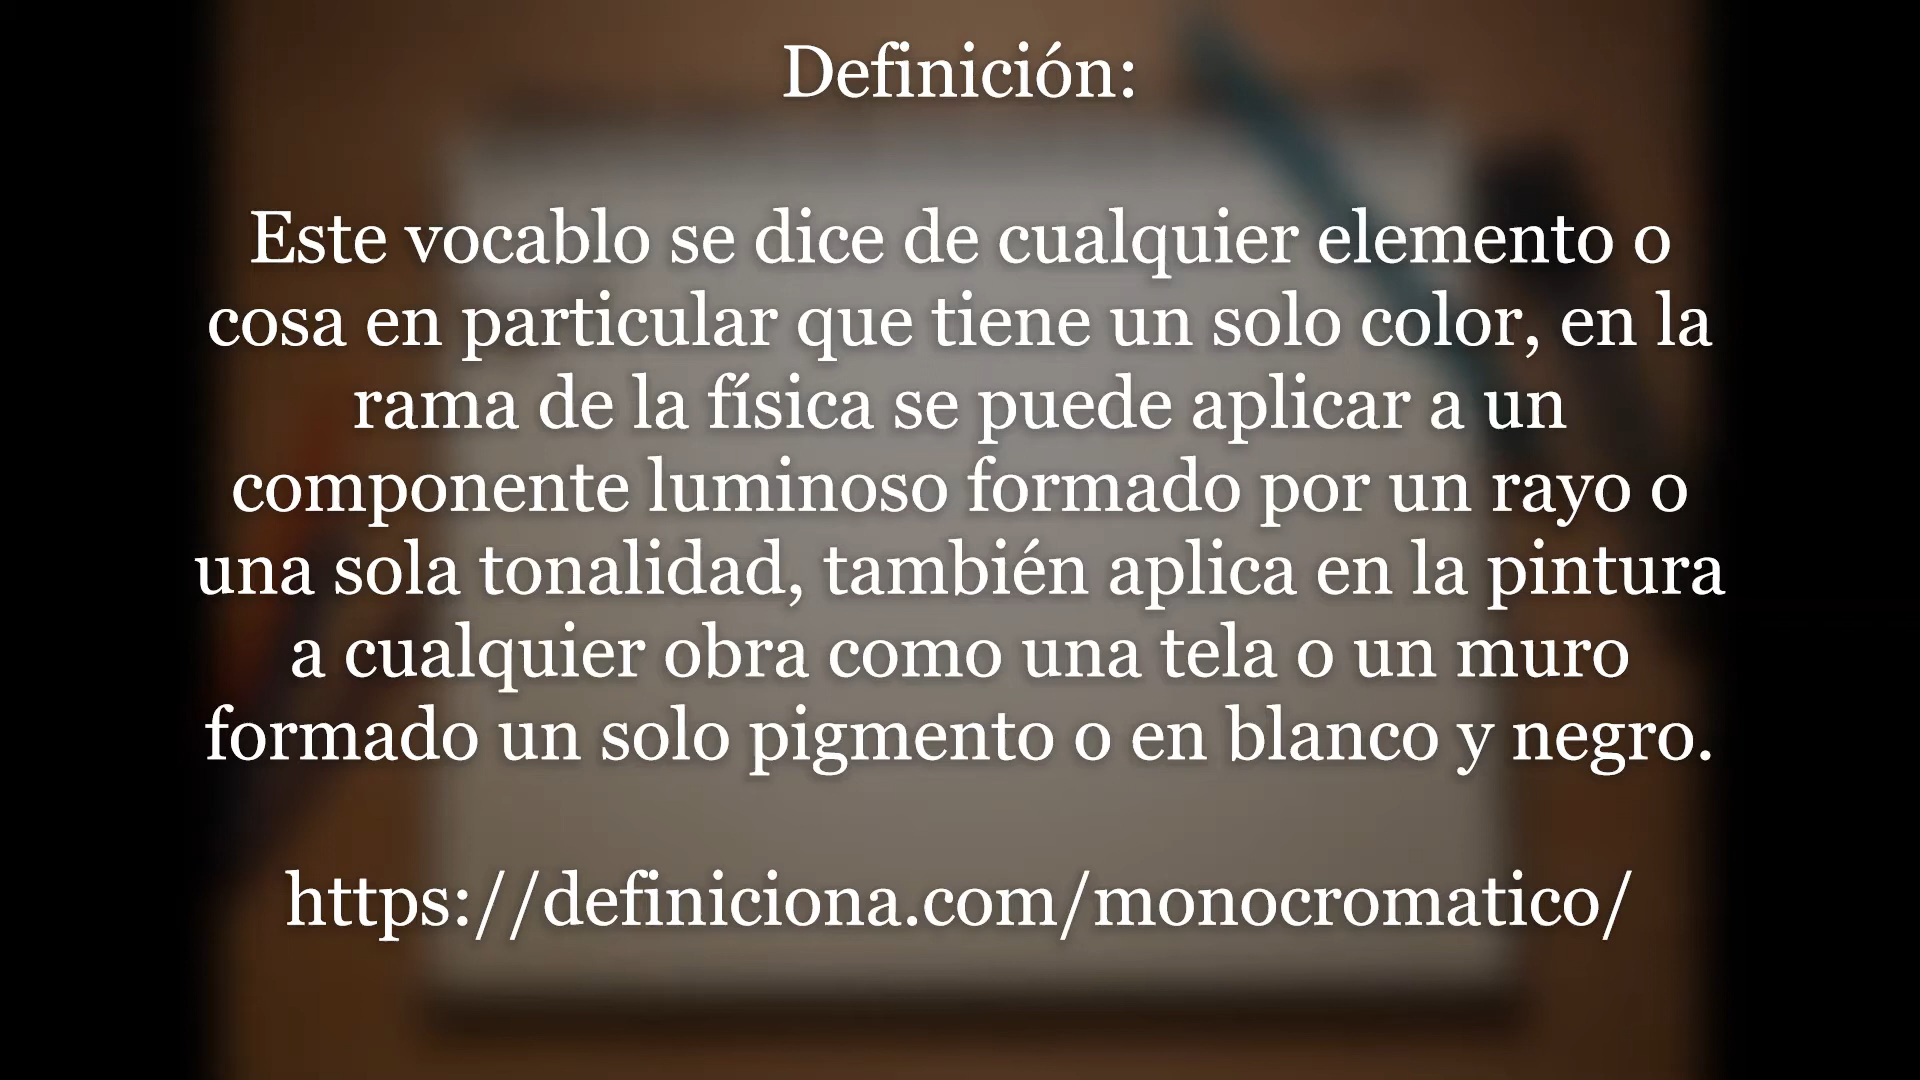 Definición:
Este vocablo se dice de cualquier elemento o
cosa en particular que tiene un solo color, en la
rama de la física se puede aplicar a un
componente luminoso formado por un rayo o
una sola tonalidad, también aplica en la pintura
a cualquier obra como una tela o un muro
formado un solo pigmento o en blanco y negro.
https://definiciona.com/monocromatico/